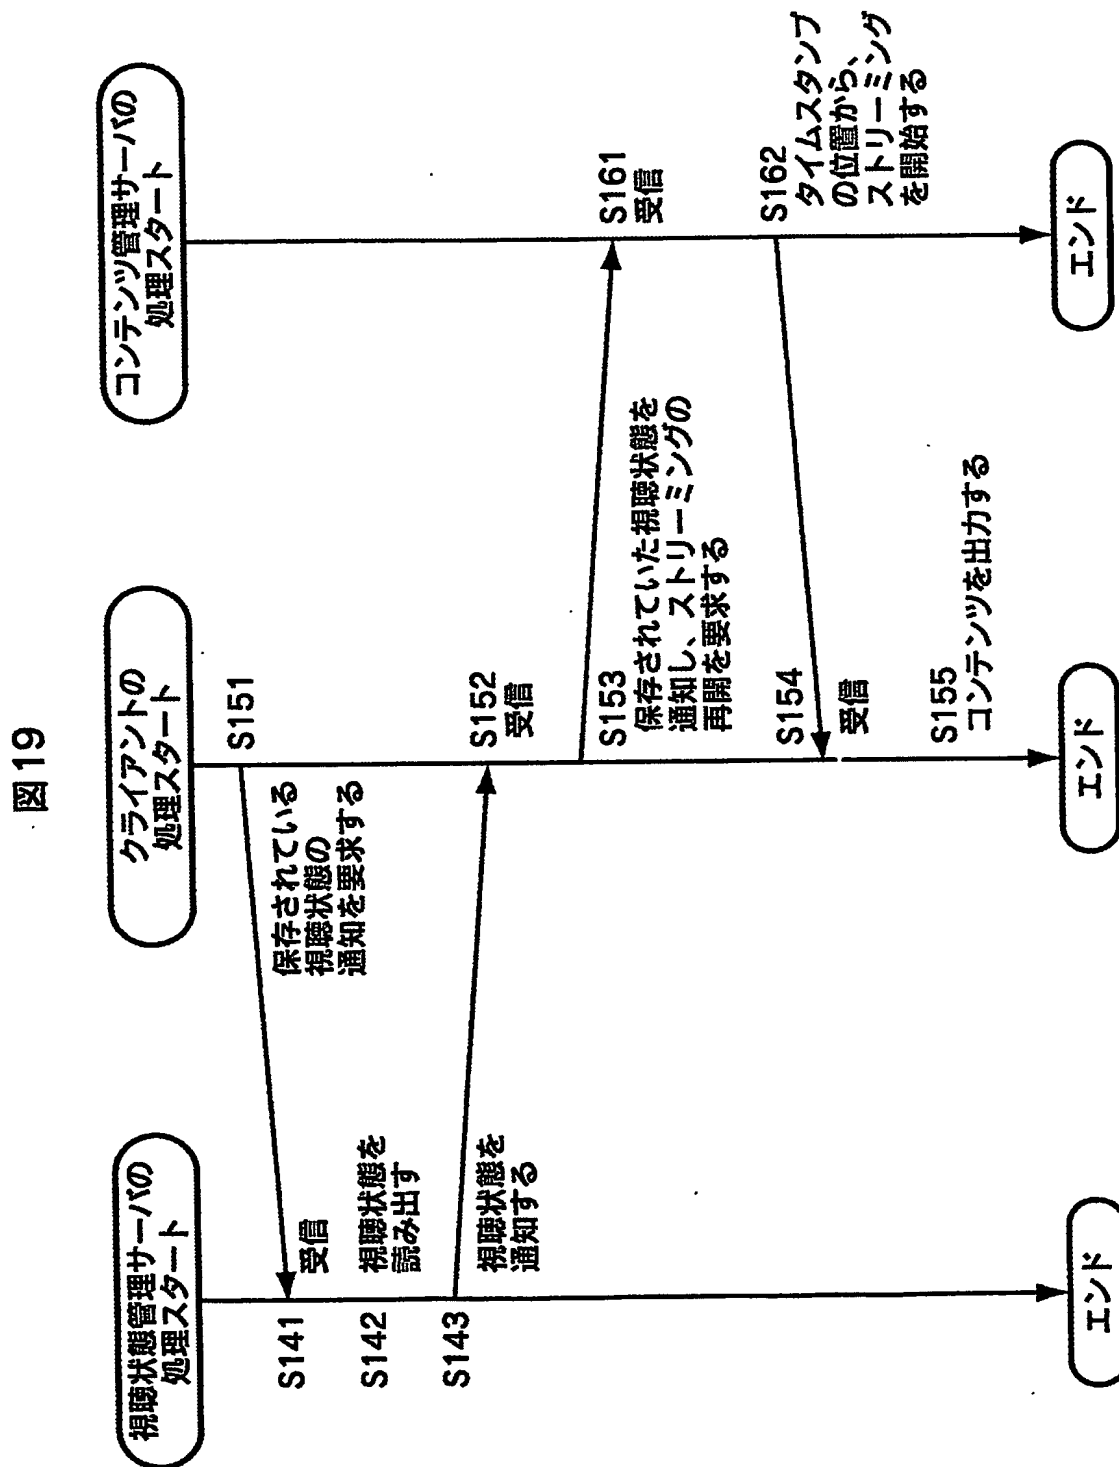 図19
視聴状態管理サーバの
処理スタート
クライアントの
処理スタート
コンテンツ管理サーバの
処理スタート
S151
保存されている
視聴状態の
通知を要求する
S141
受信
S142
視聴状態を
読み出す
S143
視聴状態を
通知する
S152
受信
S153
保存されていた視聴状態を
通知し、ストリーミングの
再開を要求する
S161
受信
S162
タイムスタンプ
の位置から、
ストリーミング
を開始する
S154
受信
S155
コンテンツを出力する
エンド
エンド
エンド